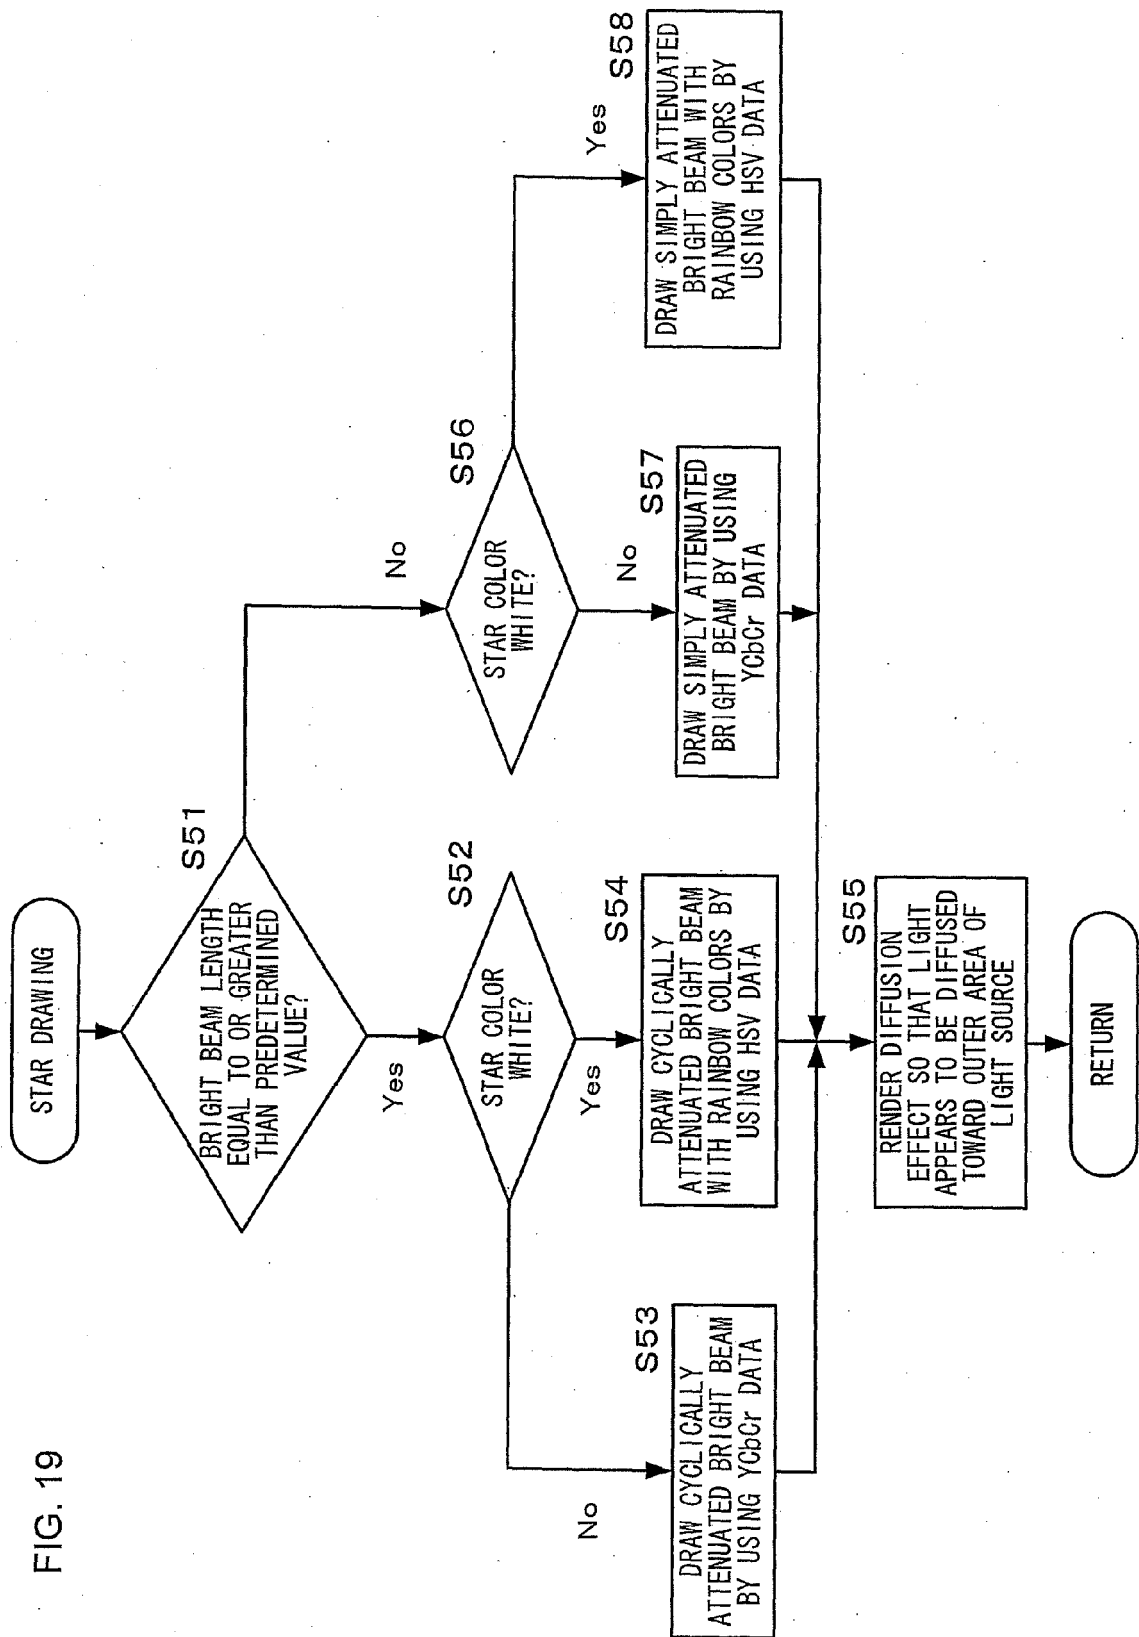 FIG. 19
STAR DRAWING
S51
BRIGHT BEAM LENGTH
EQUAL TO OR GREATER
THAN PREDETERMINED
VALUE?
Yes
No
S52
STAR COLOR
WHITE?
No
Yes
S53
DRAW CYCLICALLY
ATTENUATED BRIGHT BEAM
BY USING YCbCr DATA
S54
DRAW CYCLICALLY
ATTENUATED BRIGHT BEAM
WITH RAINBOW COLORS BY
USING HSV DATA
S56
STAR COLOR
WHITE?
No
Yes
S57
DRAW SIMPLY ATTENUATED
BRIGHT BEAM BY USING
YCbCr DATA
S58
DRAW SIMPLY ATTENUATED
BRIGHT BEAM WITH
RAINBOW COLORS BY
USING HSV DATA
S55
RENDER DIFFUSION
EFFECT SO THAT LIGHT
APPEARS TO BE DIFFUSED
TOWARD OUTER AREA OF
LIGHT SOURCE
RETURN